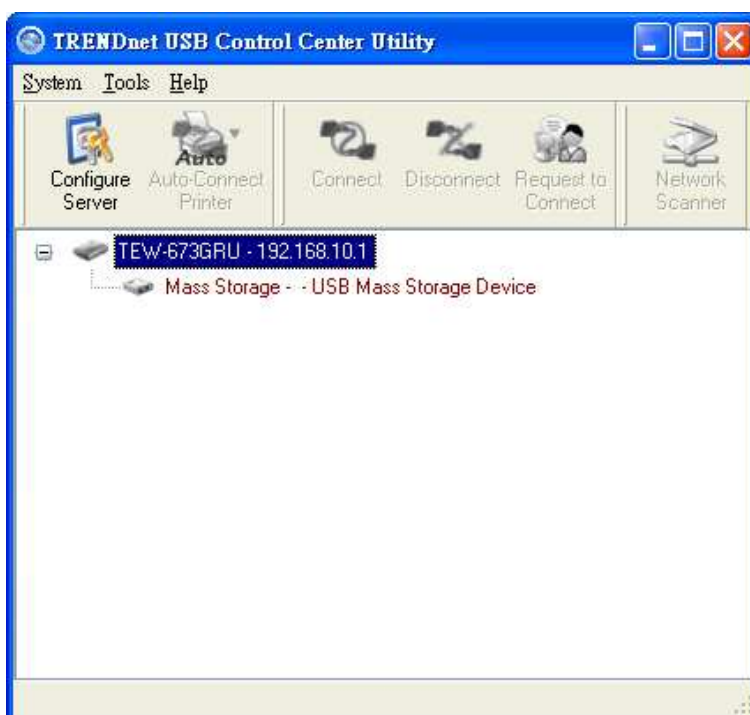 TRENDnet USB Control Center Utility
System Tools Help
Configure Server
Auto
Auto-Connect Printer
Connect
Disconnect
Request to Connect
Network Scanner
TEW-673GRU - 192.168.10.1
Mass Storage - - USB Mass Storage Device